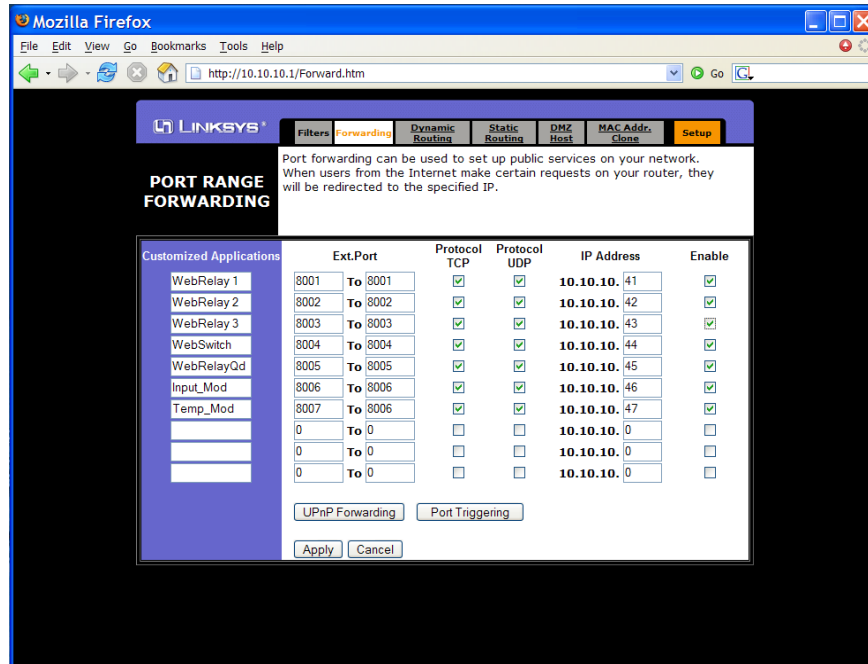 Mozilla Firefox
File Edit View Go Bookmarks Tools Help
http://10.10.10.1/Forward.htm Go G
LINKSYS®
Filters Forwarding Dynamic Routing Static Routing DMZ Host MAC Addr. Clone Setup
PORT RANGE
FORWARDING
Port forwarding can be used to set up public services on your network.
When users from the Internet make certain requests on your router, they
will be redirected to the specified IP.
Customized Applications Ext.Port Protocol TCP Protocol UDP IP Address Enable
WebRelay 1 8001 To 8001 10.10.10. 41
WebRelay 2 8002 To 8002 10.10.10. 42
WebRelay 3 8003 To 8003 10.10.10. 43
WebSwitch 8004 To 8004 10.10.10. 44
WebRelayQd 8005 To 8005 10.10.10. 45
Input_Mod 8006 To 8006 10.10.10. 46
Temp_Mod 8007 To 8006 10.10.10. 47
0 To 0 10.10.10. 0
0 To 0 10.10.10. 0
0 To 0 10.10.10. 0
UPnP Forwarding Port Triggering
Apply Cancel